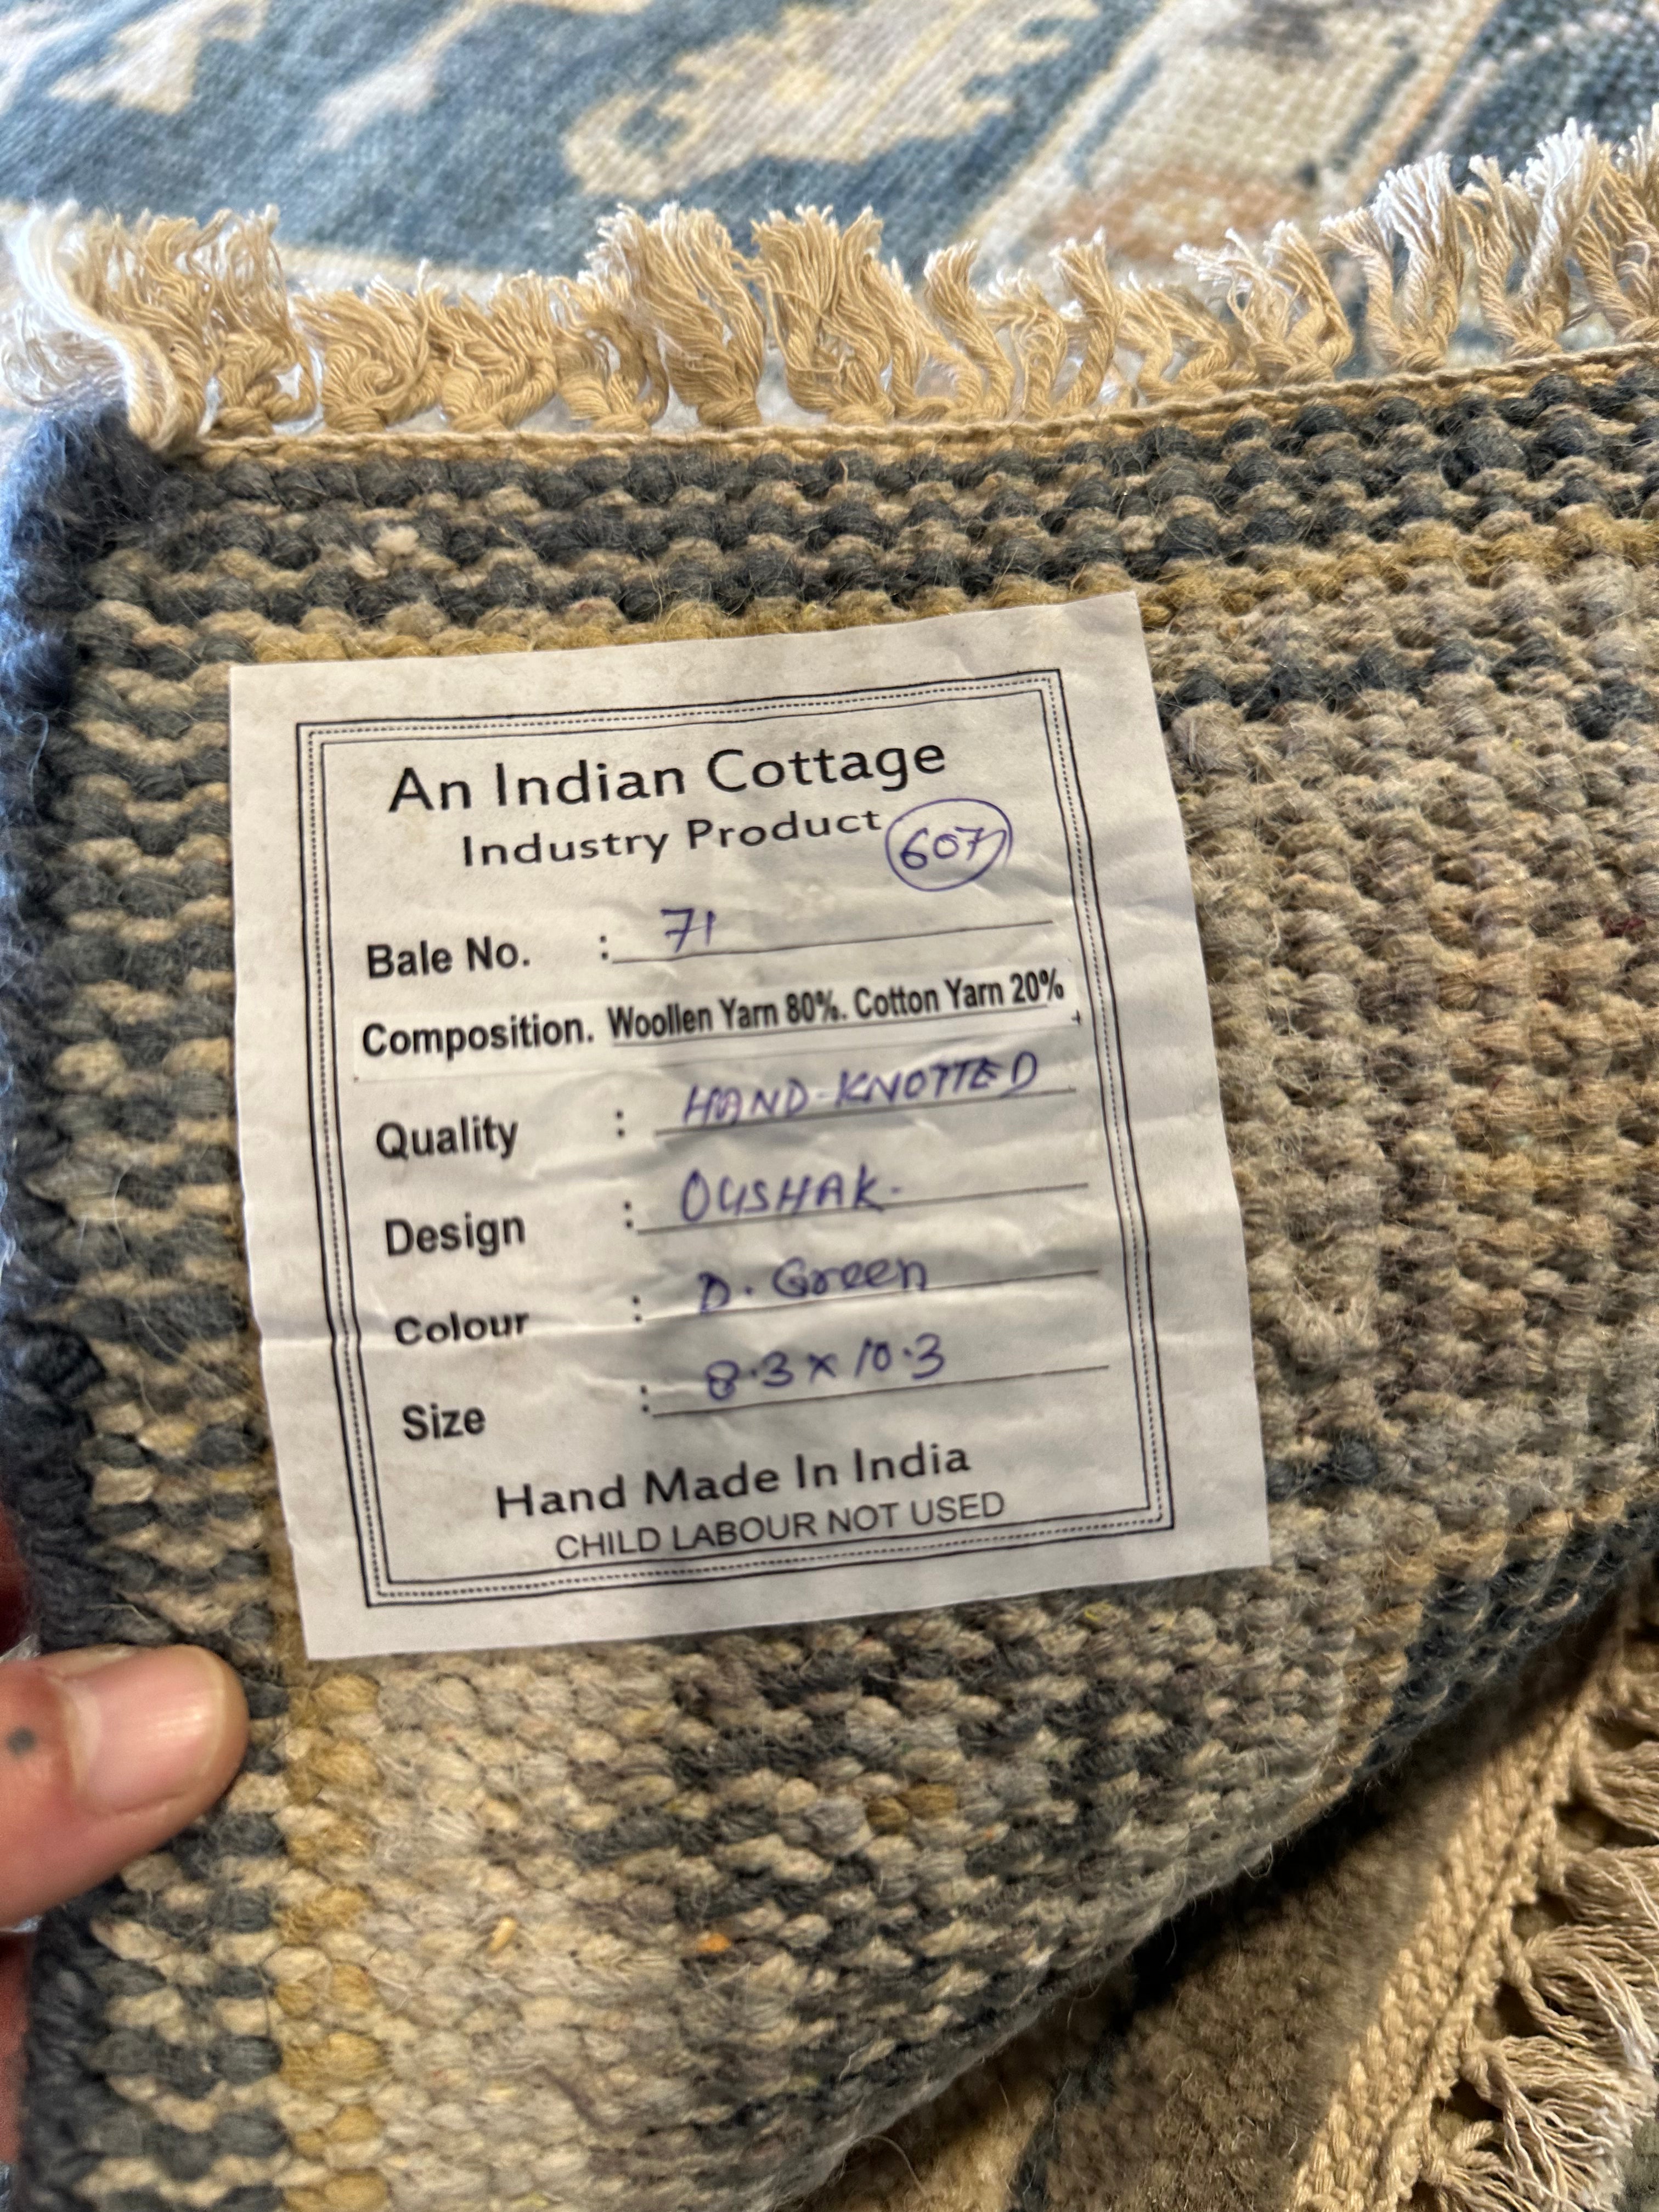 An Indian Cottage
Industry Product 607
Bale No. : 71
Composition. Woollen Yarn 80%. Cotton Yarn 20%
Quality : HAND-KNOTTED
Design : OUSHAK.
Colour : D. Green
Size : 8.3 x 10.3
Hand Made In India
CHILD LABOUR NOT USED